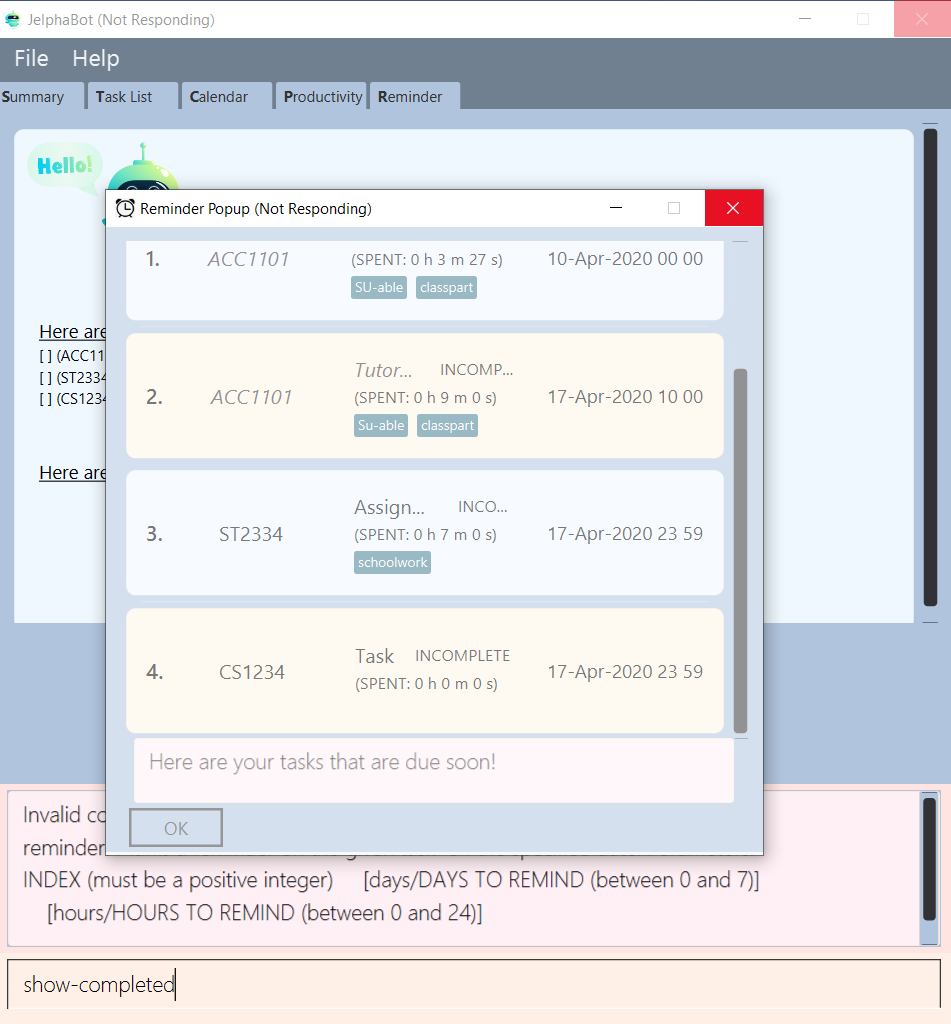 JelphaBot (Not Responding)
File Help
Summary Task List Calendar Productivity Reminder
Hello!
Here are
[ ] (ACC11
[ ] (ST2334
[ ] (CS1234
Here are
Reminder Popup (Not Responding)
1. ACC1101 (SPENT: 0 h 3 m 27 s) 10-Apr-2020 00 00
SU-able classpart
Tutor... INCOMP...
2. ACC1101 (SPENT: 0 h 9 m 0 s) 17-Apr-2020 10 00
Su-able classpart
Assign... INCO...
3. ST2334 (SPENT: 0 h 7 m 0 s) 17-Apr-2020 23 59
schoolwork
Task INCOMPLETE
4. CS1234 17-Apr-2020 23 59
(SPENT: 0 h 0 m 0 s)
Here are your tasks that are due soon!
OK
Invalid co
reminder
INDEX (must be a positive integer) [days/DAYS TO REMIND (between 0 and 7)]
[hours/HOURS TO REMIND (between 0 and 24)]
show-completed